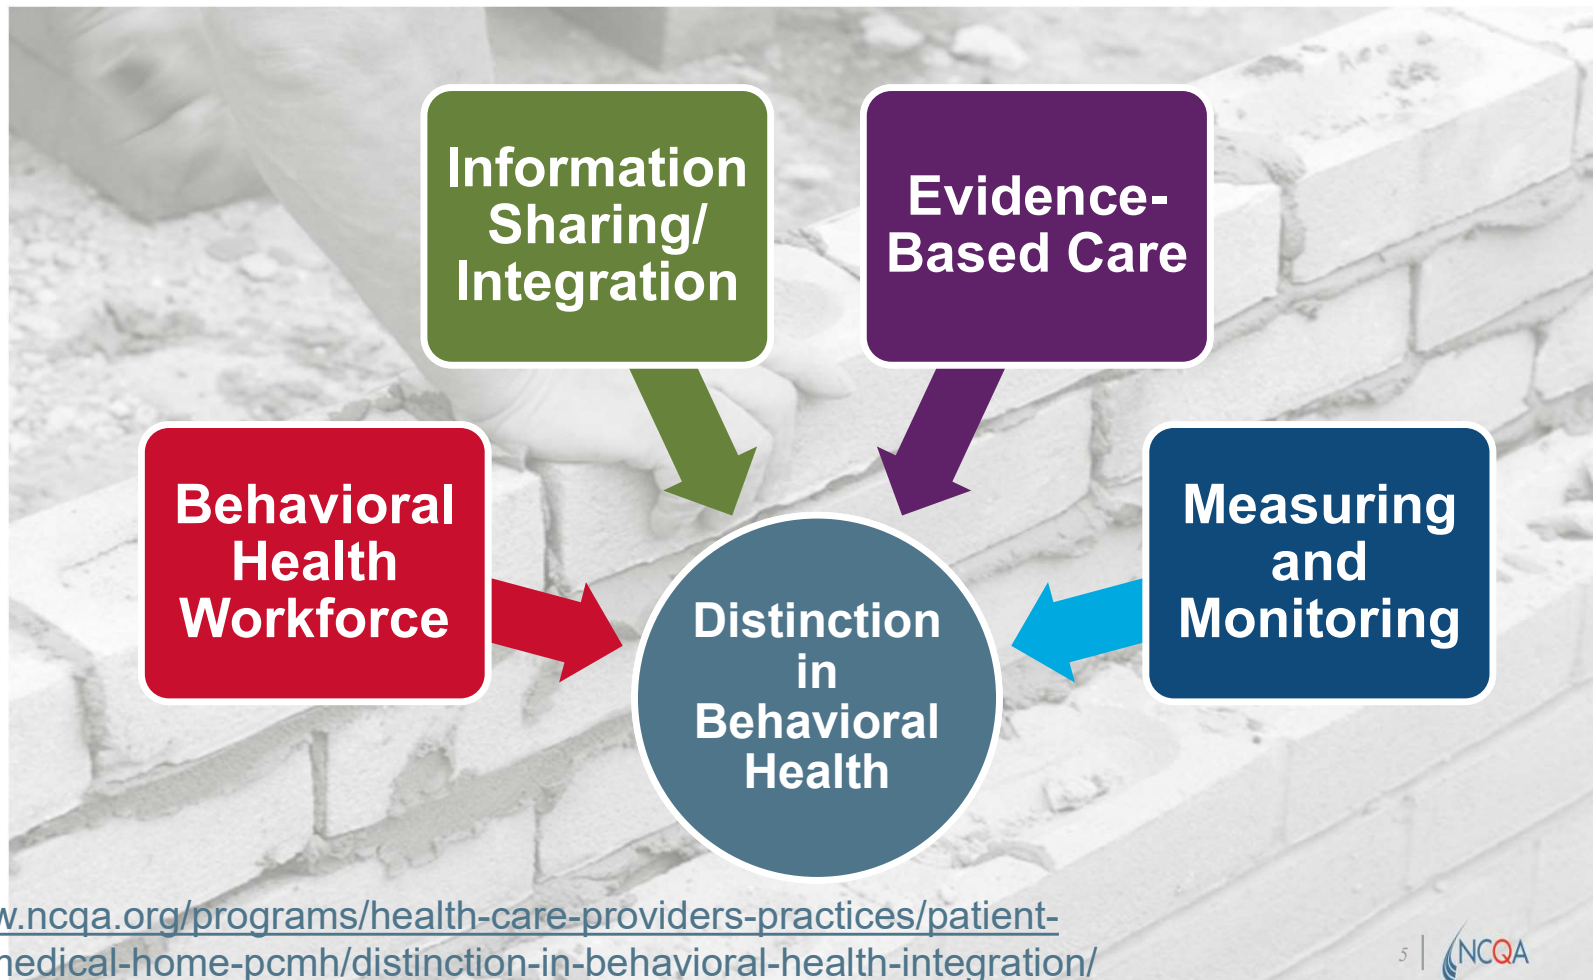 Information
Sharing/
Integration
Evidence-
Based Care
Behavioral
Health
Workforce
Measuring
and
Monitoring
Distinction
in
Behavioral
Health
w.ncqa.org/programs/health-care-providers-practices/patient-
medical-home-pcmh/distinction-in-behavioral-health-integration/
5
NCQA